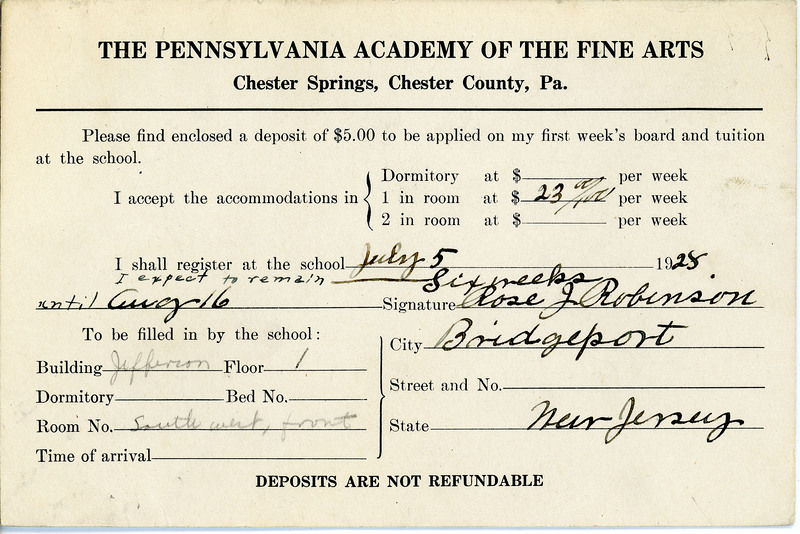 THE PENNSYLVANIA ACADEMY OF THE FINE ARTS
Chester Springs, Chester County, Pa.
Please find enclosed a deposit of $5.00 to be applied on my first week's board and tuition
at the school.
I accept the accommodations in
Dormitory at $ per week
1 in room at $ 23 00/100 per week
2 in room at $ per week
I shall register at the school July 5 1928
I expect to remain Six weeks
until Aug 16 Signature Rose J. Robinson
To be filled in by the school:
Building Jefferson Floor 1
Dormitory Bed No.
Room No. South west, front
Time of arrival
City Bridgeport
Street and No.
State New Jersey
DEPOSITS ARE NOT REFUNDABLE